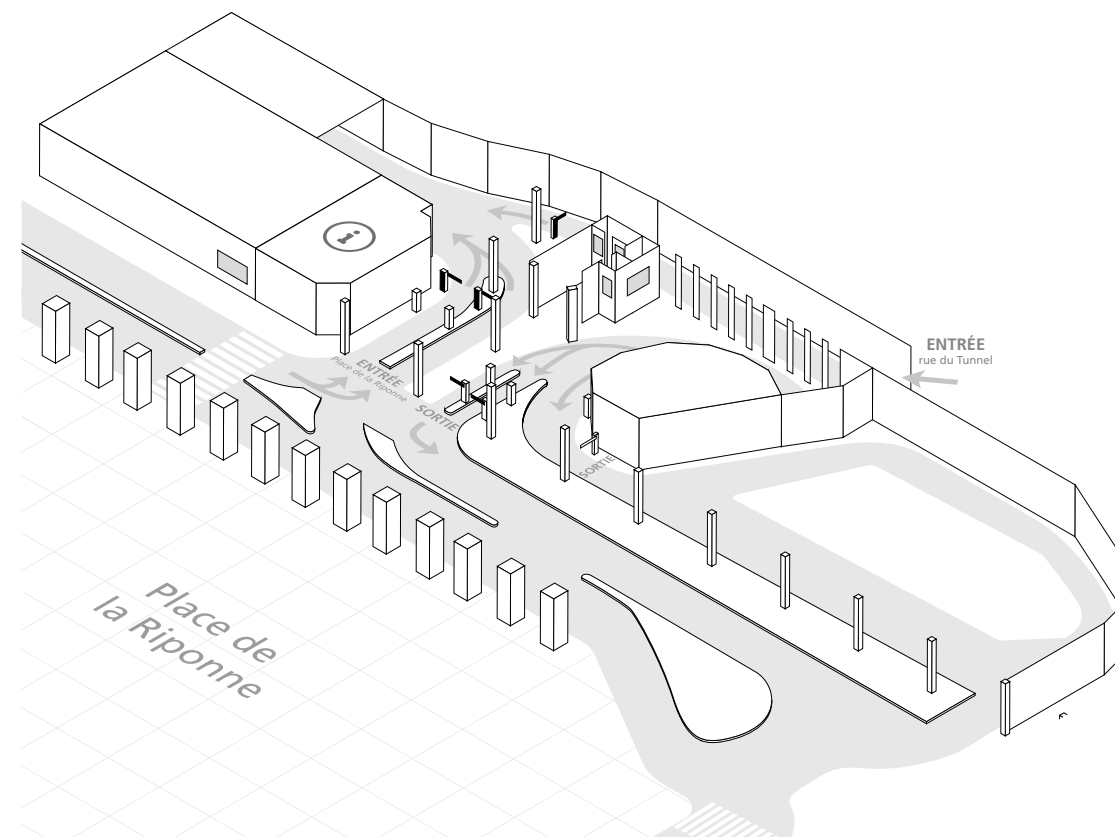 i
ENTRÉE
rue du Tunnel
ENTRÉE
Place de la Riponne
SORTIE
SORTIE
Place de
la Riponne